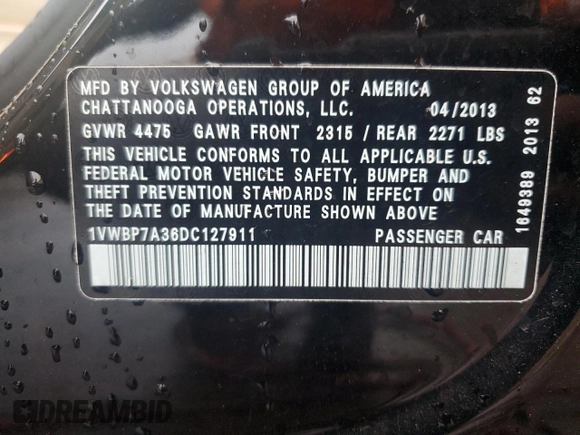 MFD BY VOLKSWAGEN GROUP OF AMERICA
CHATTANOOGA OPERATIONS, LLC. 04/2013
GVWR 4475 GAWR FRONT 2315 / REAR 2271 LBS
THIS VEHICLE CONFORMS TO ALL APPLICABLE U.S.
FEDERAL MOTOR VEHICLE SAFETY, BUMPER AND
THEFT PREVENTION STANDARDS IN EFFECT ON
THE DATE OF MANUFACTURE SHOWN ABOVE
1VWBP7A36DC127911 PASSENGER CAR
1649389 2013 62
DREAMBID